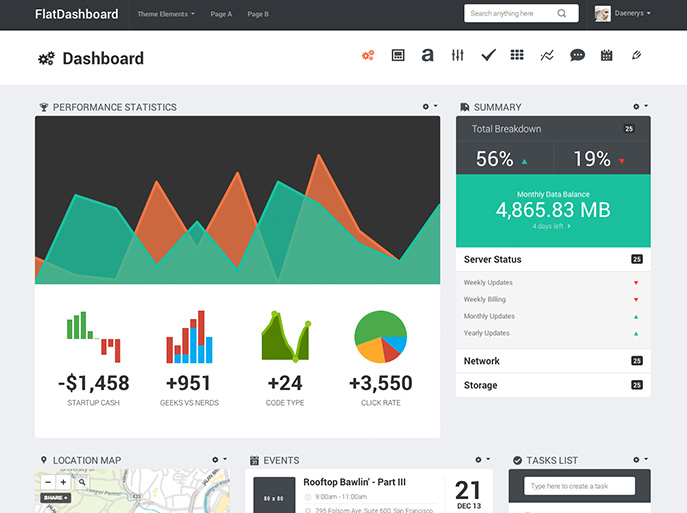 FlatDashboard Theme Elements Page A Page B Search anything here Daenerys
Dashboard a
PERFORMANCE STATISTICS
SUMMARY
Total Breakdown 25
56% 19%
Monthly Data Balance
4,865.83 MB
4 days left >
Server Status 25
Weekly Updates
Weekly Billing
Monthly Updates
Yearly Updates
Network 25
Storage 25
-$1,458 +951 +24 +3,550
STARTUP CASH GEEKS VS NERDS CODE TYPE CLICK RATE
LOCATION MAP
SHARE +
EVENTS
80 x 80
Rooftop Bawlin' - Part III
9:00am - 11:00am
795 Folsom Ave, Suite 600, San Francisco,
21
DEC 13
TASKS LIST
Type here to create a task